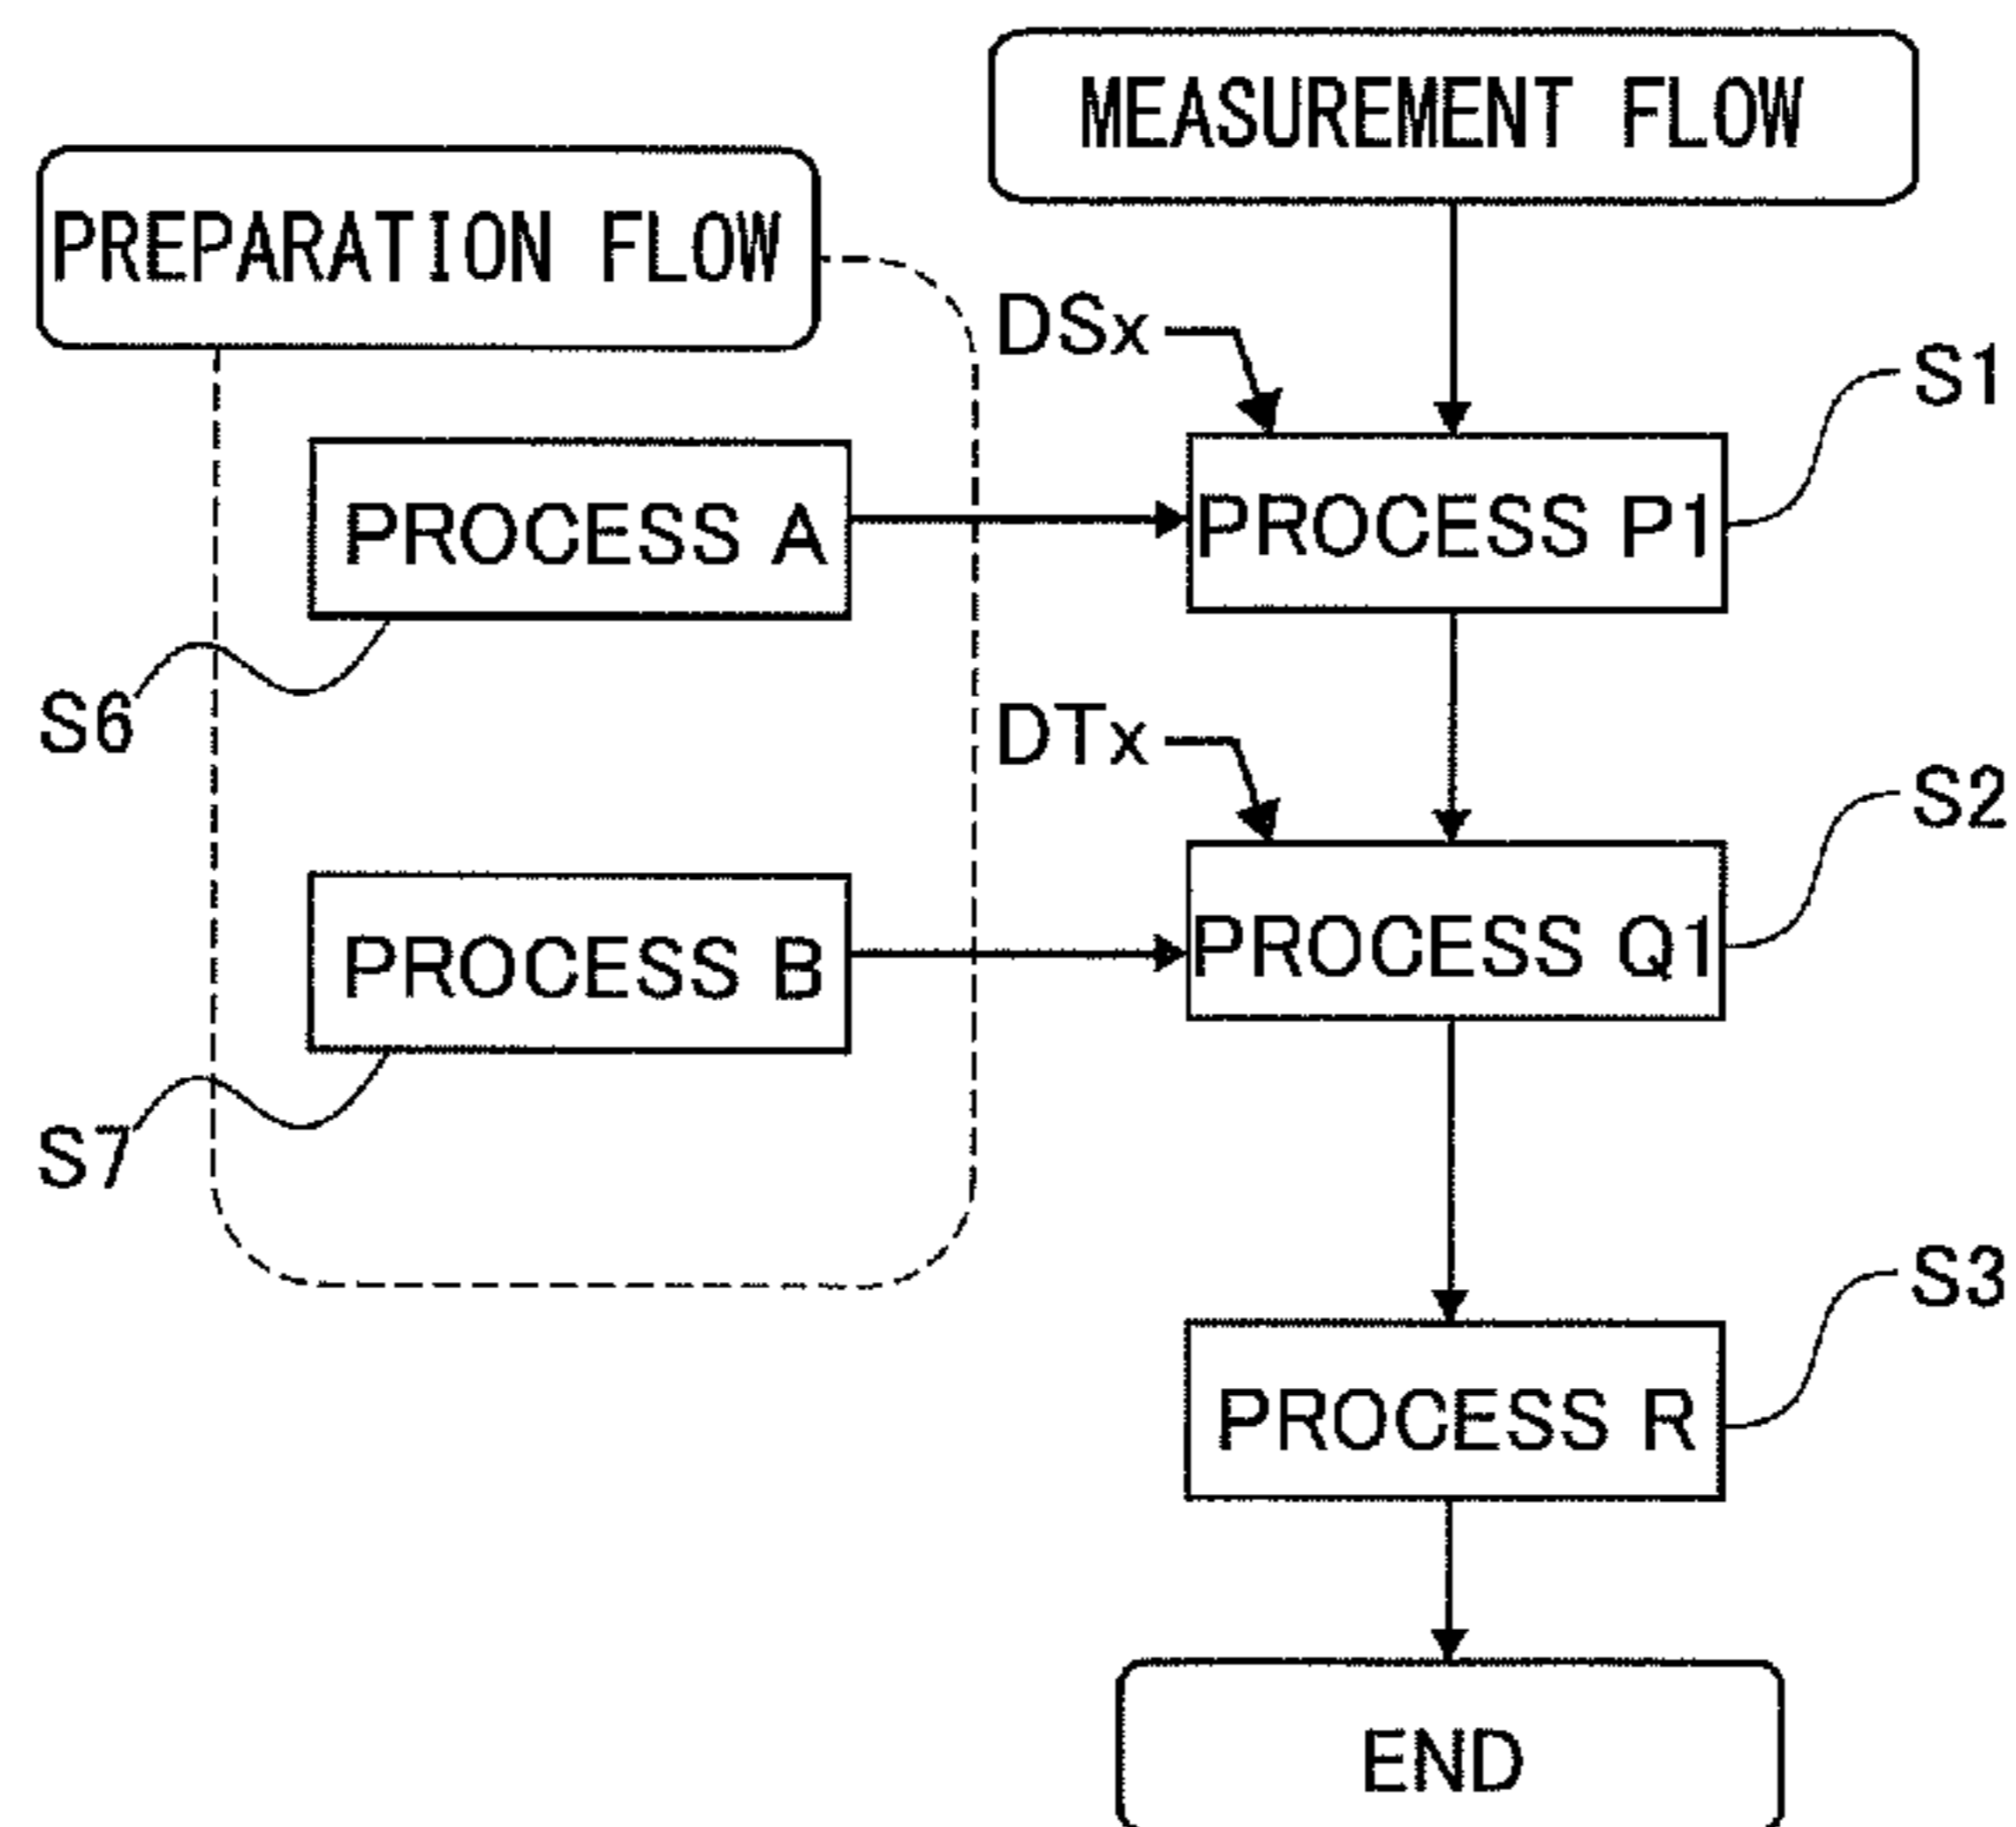 MEASUREMENT FLOW
PREPARATION FLOW
DSx
S1
PROCESS A
PROCESS P1
S6
DTx
S2
PROCESS B
PROCESS Q1
S7
S3
PROCESS R
END